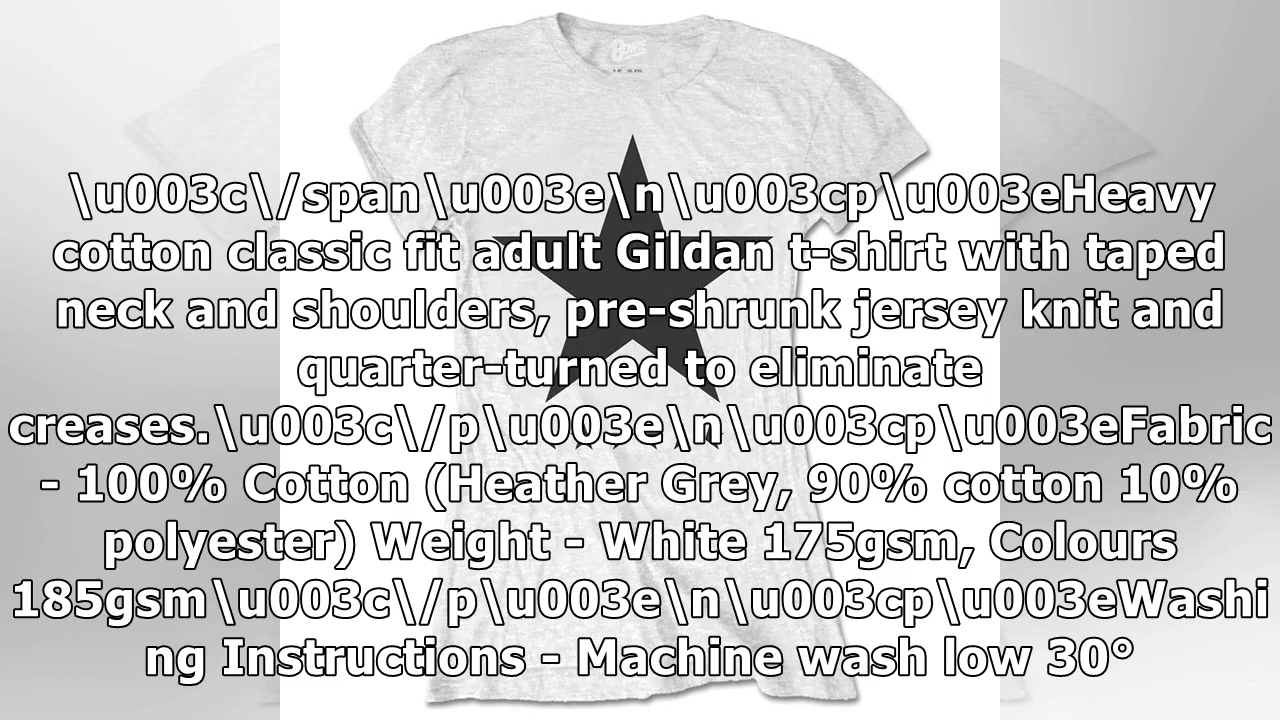 BOWIE
\u003c\/span\u003e\n\u003cp\u003eHeavy
cotton classic fit adult Gildan t-shirt with taped
neck and shoulders, pre-shrunk jersey knit and
quarter-turned to eliminate
creases.\u003c\/p\u003e\n\u003cp\u003eFabric
- 100% Cotton (Heather Grey, 90% cotton 10%
polyester) Weight - White 175gsm, Colours
185gsm\u003c\/p\u003e\n\u003cp\u003eWashi
ng Instructions - Machine wash low 30°